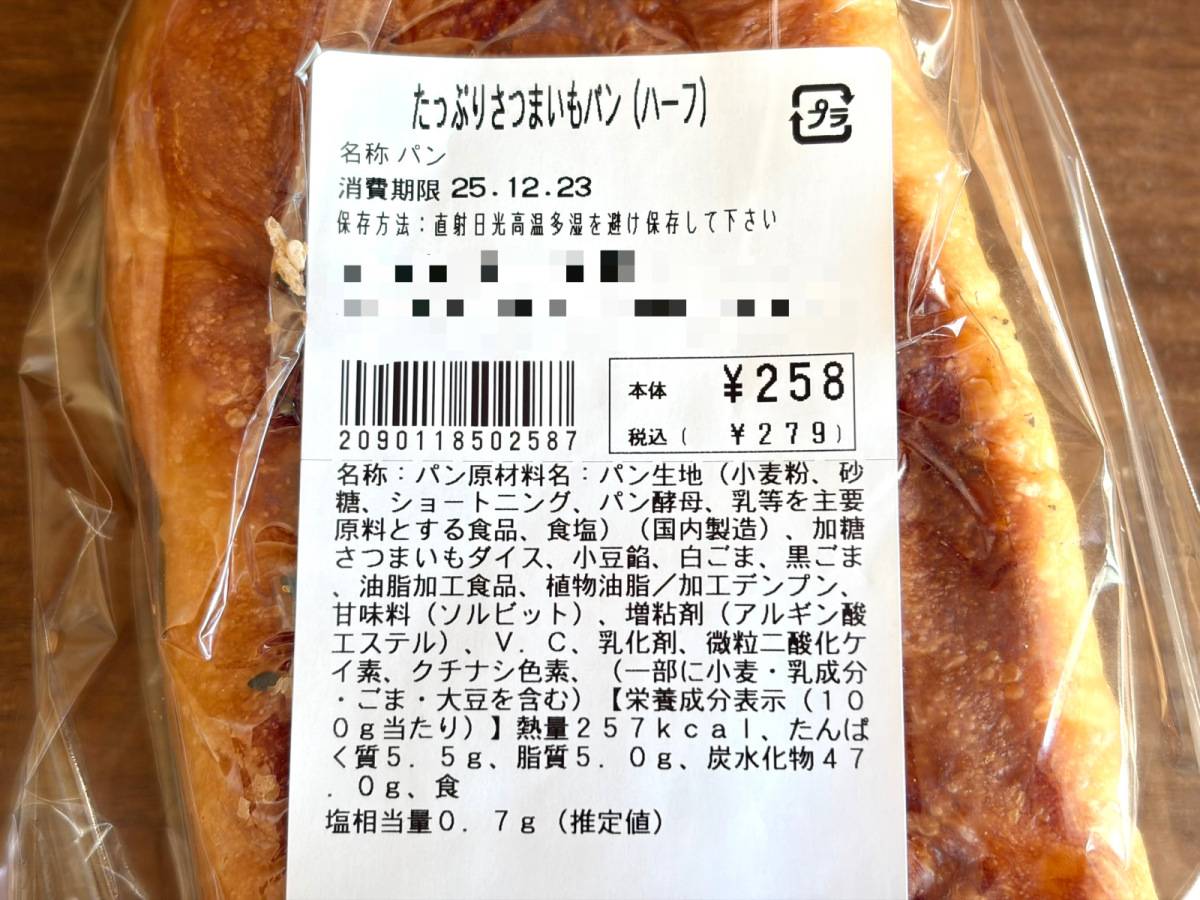 たっぷりさつまいもパン(ハーフ)
プラ
名称 パン
消費期限 25.12.23
保存方法：直射日光高温多湿を避け保存して下さい
本体 ¥258
税込( ¥279)
2090118502587
名称：パン原材料名：パン生地（小麦粉、砂
糖、ショートニング、パン酵母、乳等を主要
原料とする食品、食塩）（国内製造）、加糖
さつまいもダイス、小豆餡、白ごま、黒ごま
、油脂加工食品、植物油脂／加工デンプン、
甘味料（ソルビット）、増粘剤（アルギン酸
エステル）、Ｖ．Ｃ、乳化剤、微粒二酸化ケ
イ素、クチナシ色素、（一部に小麦・乳成分
・ごま・大豆を含む）【栄養成分表示（１０
０ｇ当たり）】熱量２５７ｋｃａｌ、たんぱ
く質５．５ｇ、脂質５．０ｇ、炭水化物４７
．０ｇ、食
塩相当量０．７ｇ（推定値）